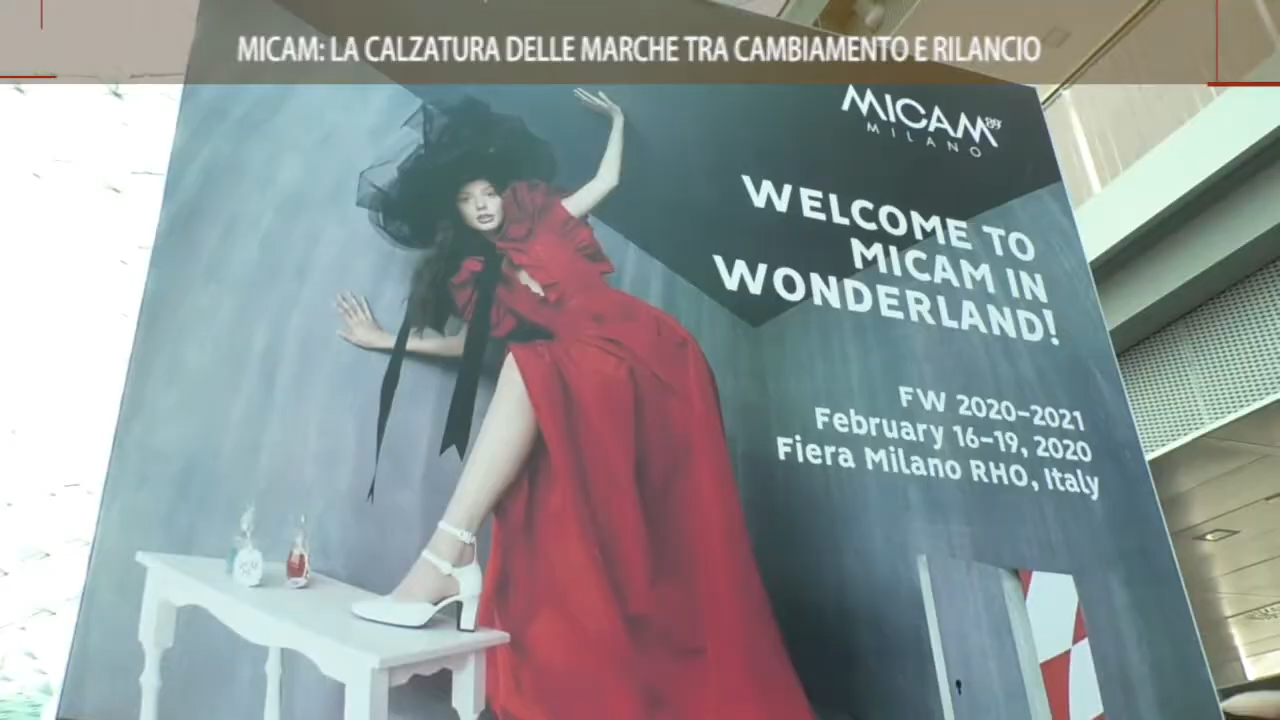 MICAM: LA CALZATURA DELLE MARCHE TRA CAMBIAMENTO E RILANCIO
MICAM 89°
MILANO
WELCOME TO
MICAM IN
WONDERLAND!
FW 2020-2021
February 16-19, 2020
Fiera Milano RHO, Italy